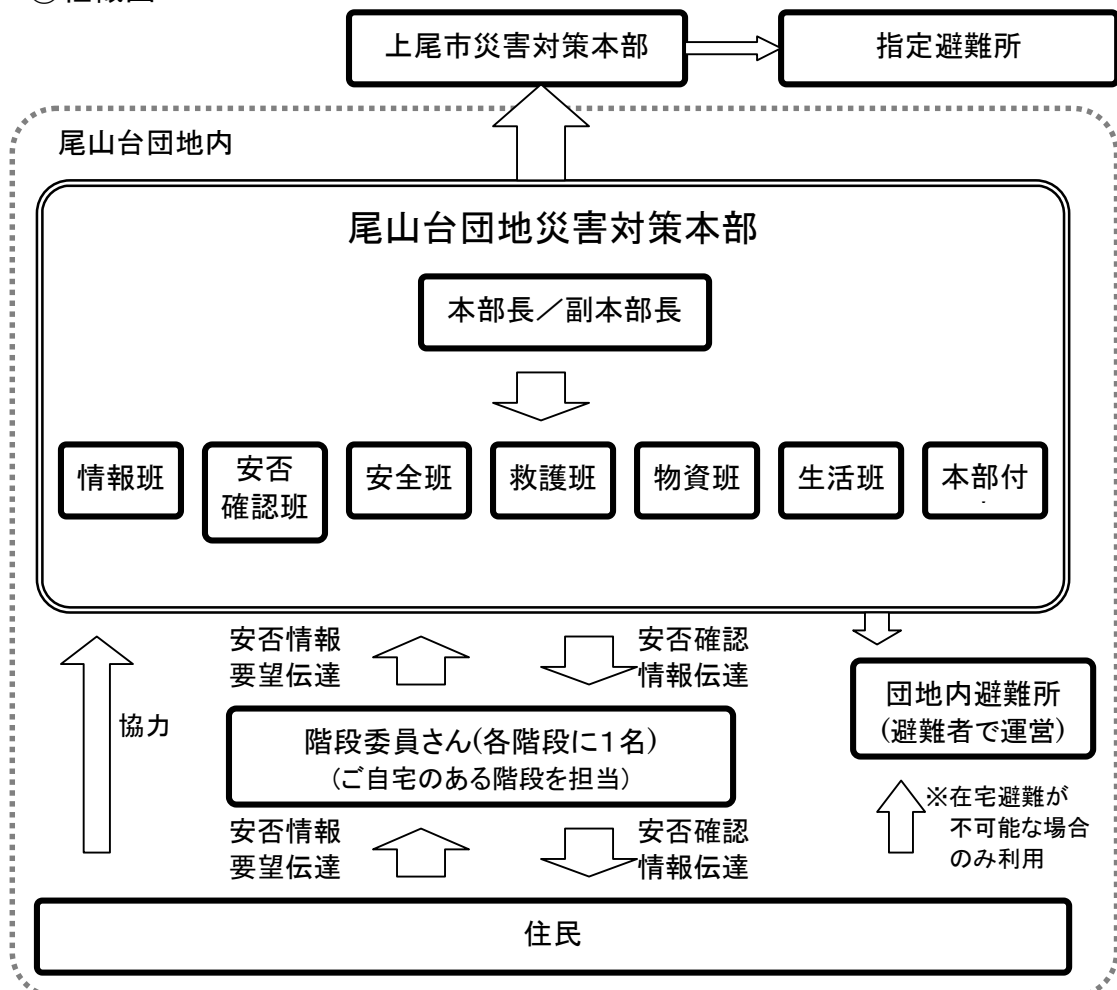 上尾市災害対策本部
指定避難所
尾山台団地内
尾山台団地災害対策本部
本部長／副本部長
情報班
安否
確認班
安全班
救護班
物資班
生活班
本部付
安否情報
要望伝達
安否確認
情報伝達
協力
階段委員さん(各階段に1名)
(ご自宅のある階段を担当)
団地内避難所
(避難者で運営)
安否情報
要望伝達
安否確認
情報伝達
※在宅避難が
不可能な場合
のみ利用
住民